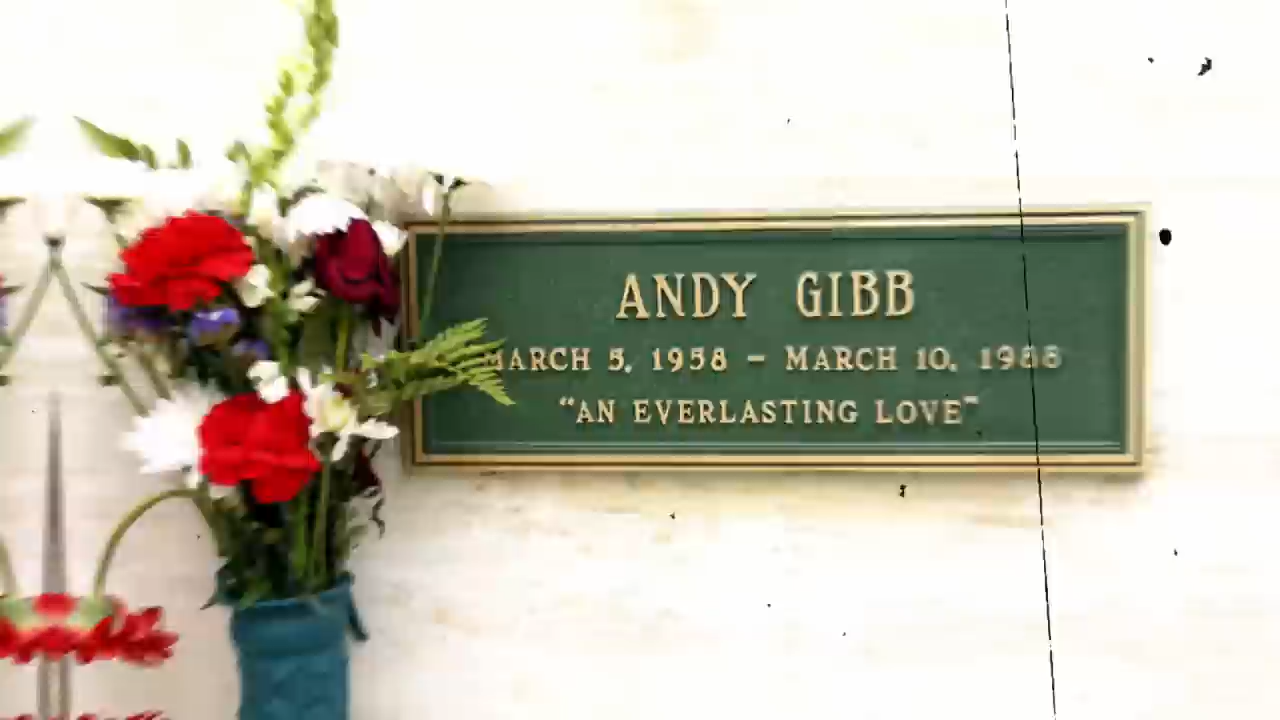 ANDY GIBB
MARCH 5, 1958 – MARCH 10, 1988
"AN EVERLASTING LOVE"